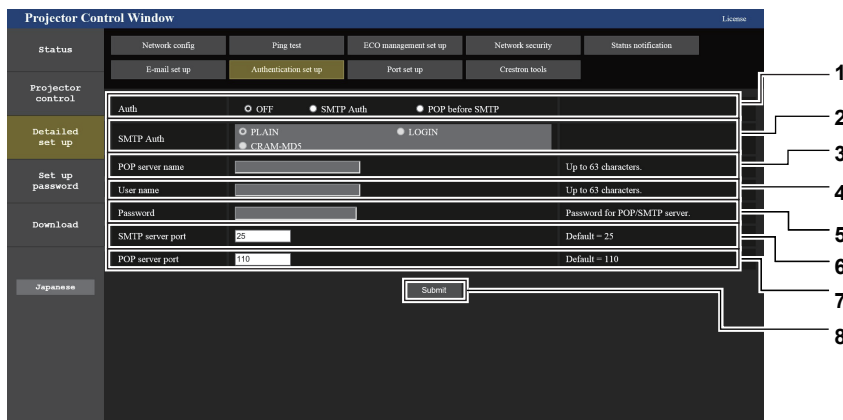 Projector Control Window
License
Status
Network config
Ping test
ECO management set up
Network security
Status notification
E-mail set up
Authentication set up
Port set up
Crestron tools
Projector
control
Detailed
set up
Set up
password
Download
Japanese
Auth
OFF
SMTP Auth
POP before SMTP
1
SMTP Auth
PLAIN
LOGIN
CRAM-MD5
2
POP server name
Up to 63 characters.
3
User name
Up to 63 characters.
4
Password
Password for POP/SMTP server.
5
SMTP server port
25
Default = 25
6
POP server port
110
Default = 110
7
Submit
8